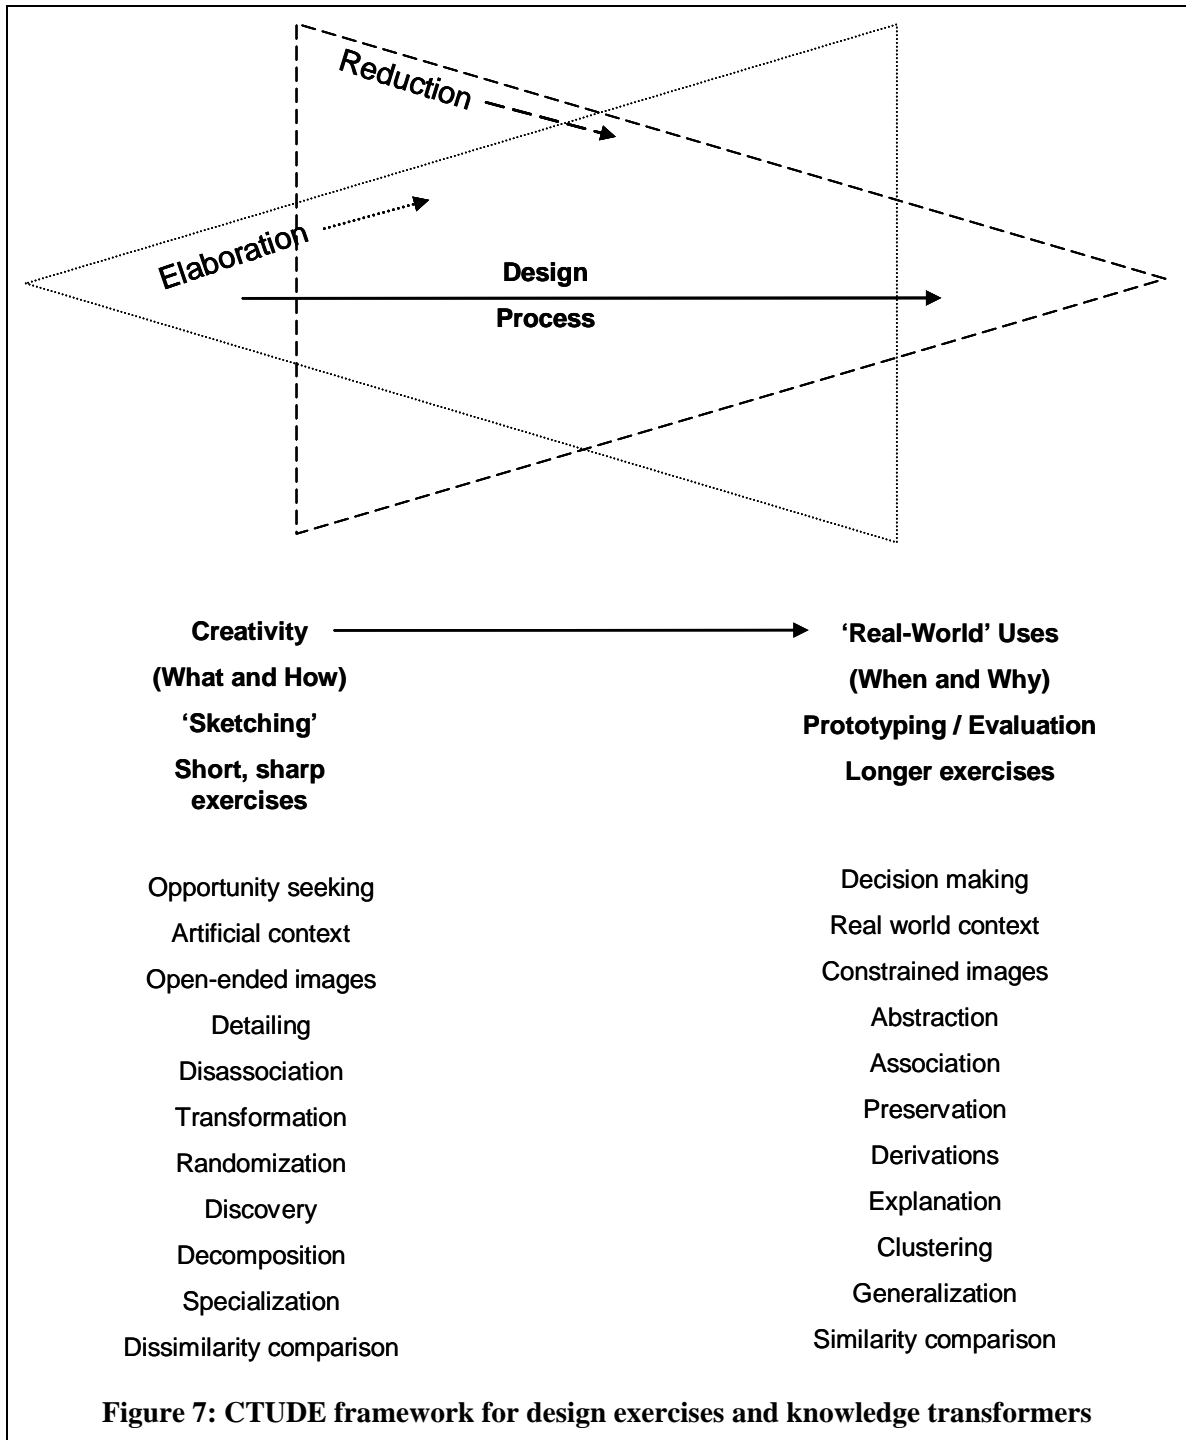 Reduction
Elaboration
Design
Process
Creativity
(What and How)
‘Sketching’
Short, sharp
exercises
‘Real-World’ Uses
(When and Why)
Prototyping / Evaluation
Longer exercises
Opportunity seeking
Artificial context
Open-ended images
Detailing
Disassociation
Transformation
Randomization
Discovery
Decomposition
Specialization
Dissimilarity comparison
Decision making
Real world context
Constrained images
Abstraction
Association
Preservation
Derivations
Explanation
Clustering
Generalization
Similarity comparison
Figure 7: CTUDE framework for design exercises and knowledge transformers